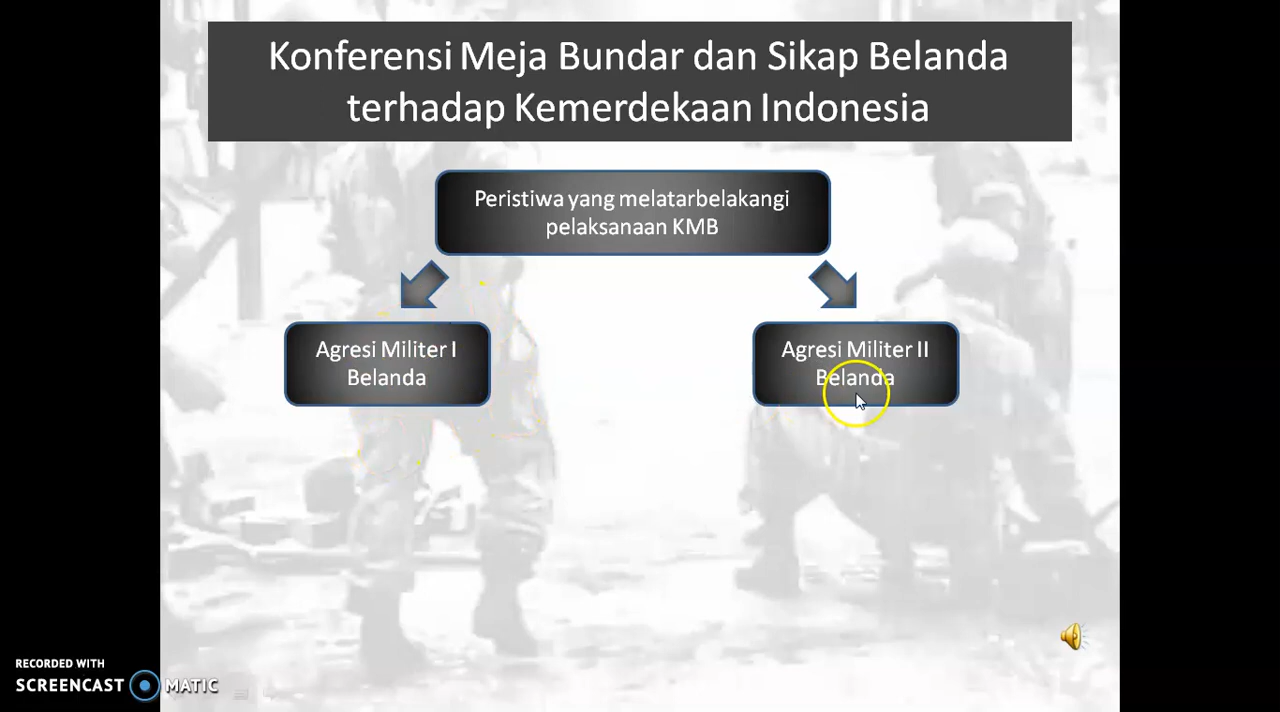 Konferensi Meja Bundar dan Sikap Belanda
terhadap Kemerdekaan Indonesia
Peristiwa yang melatarbelakangi
pelaksanaan KMB
Agresi Militer I
Belanda
Agresi Militer II
Belanda
RECORDED WITH
SCREENCAST MATIC